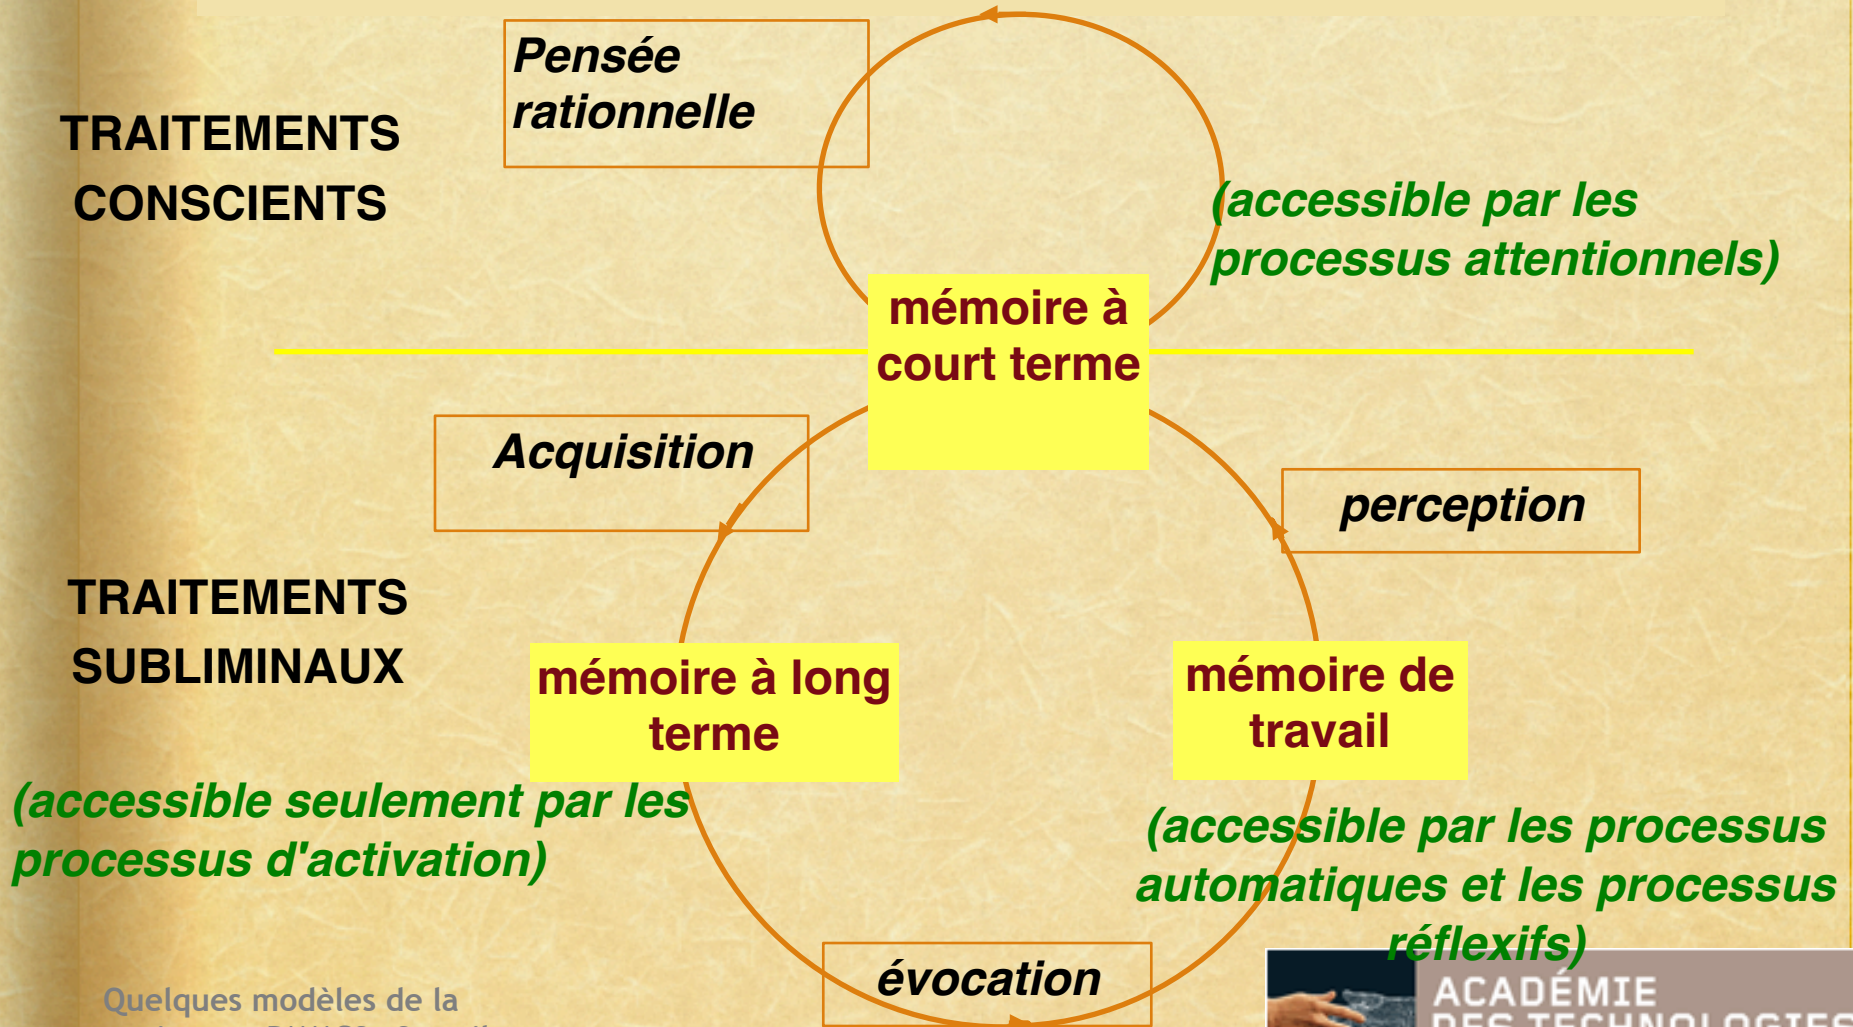 Pensée
rationnelle
TRAITEMENTS
CONSCIENTS
(accessible par les
processus attentionnels)
mémoire à
court terme
Acquisition
perception
TRAITEMENTS
SUBLIMINAUX
mémoire à long
terme
mémoire de
travail
(accessible seulement par les
processus d'activation)
(accessible par les processus
automatiques et les processus
réflexifs)
évocation
Quelques modèles de la
ACADÉMIE
DES TECHNOLOGIES